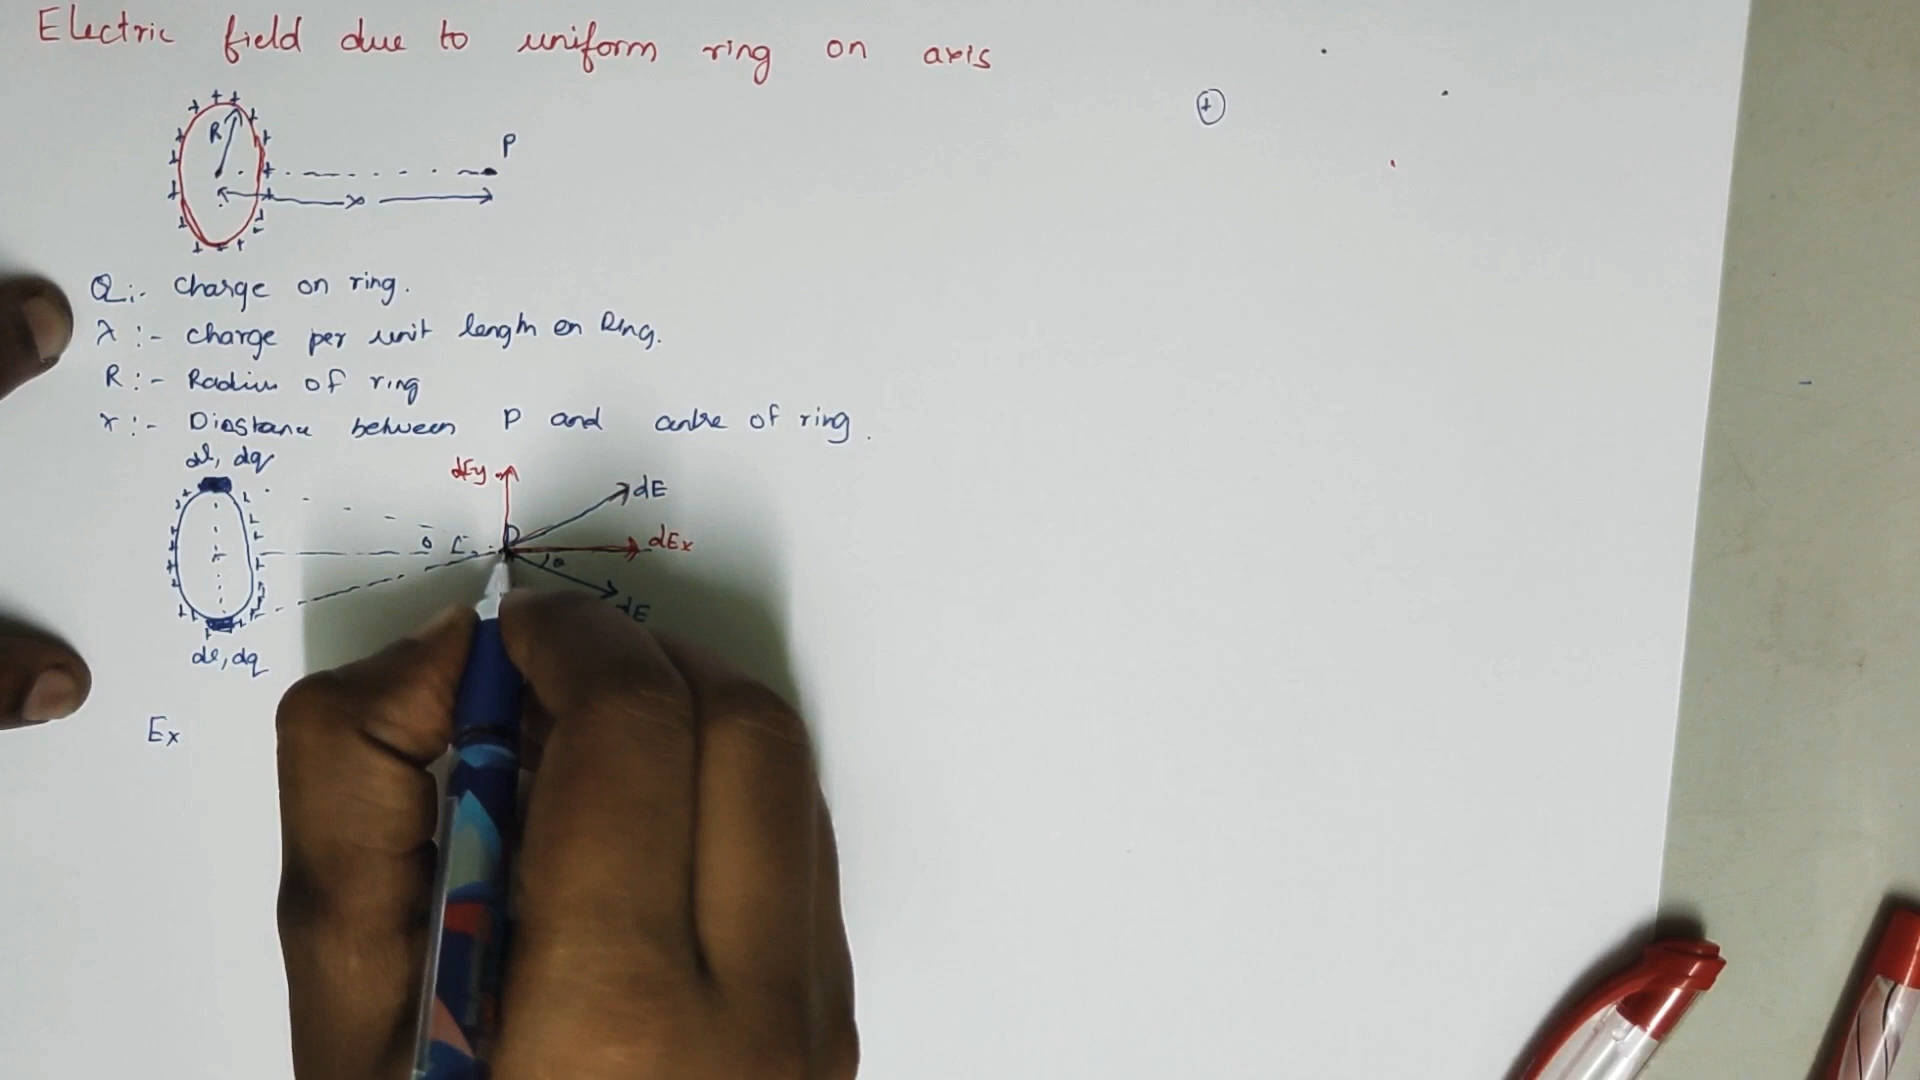 Electric field due to uniform ring on axis
+
R
P
x
Q:- Charge on ring.
λ :- charge per unit length on Ring.
R :- Radius of ring
r :- Diastance between P and centre of ring.
dl, dq
dEy
dE
P
dEx
θ
θ
dE
dl, dq
Ex